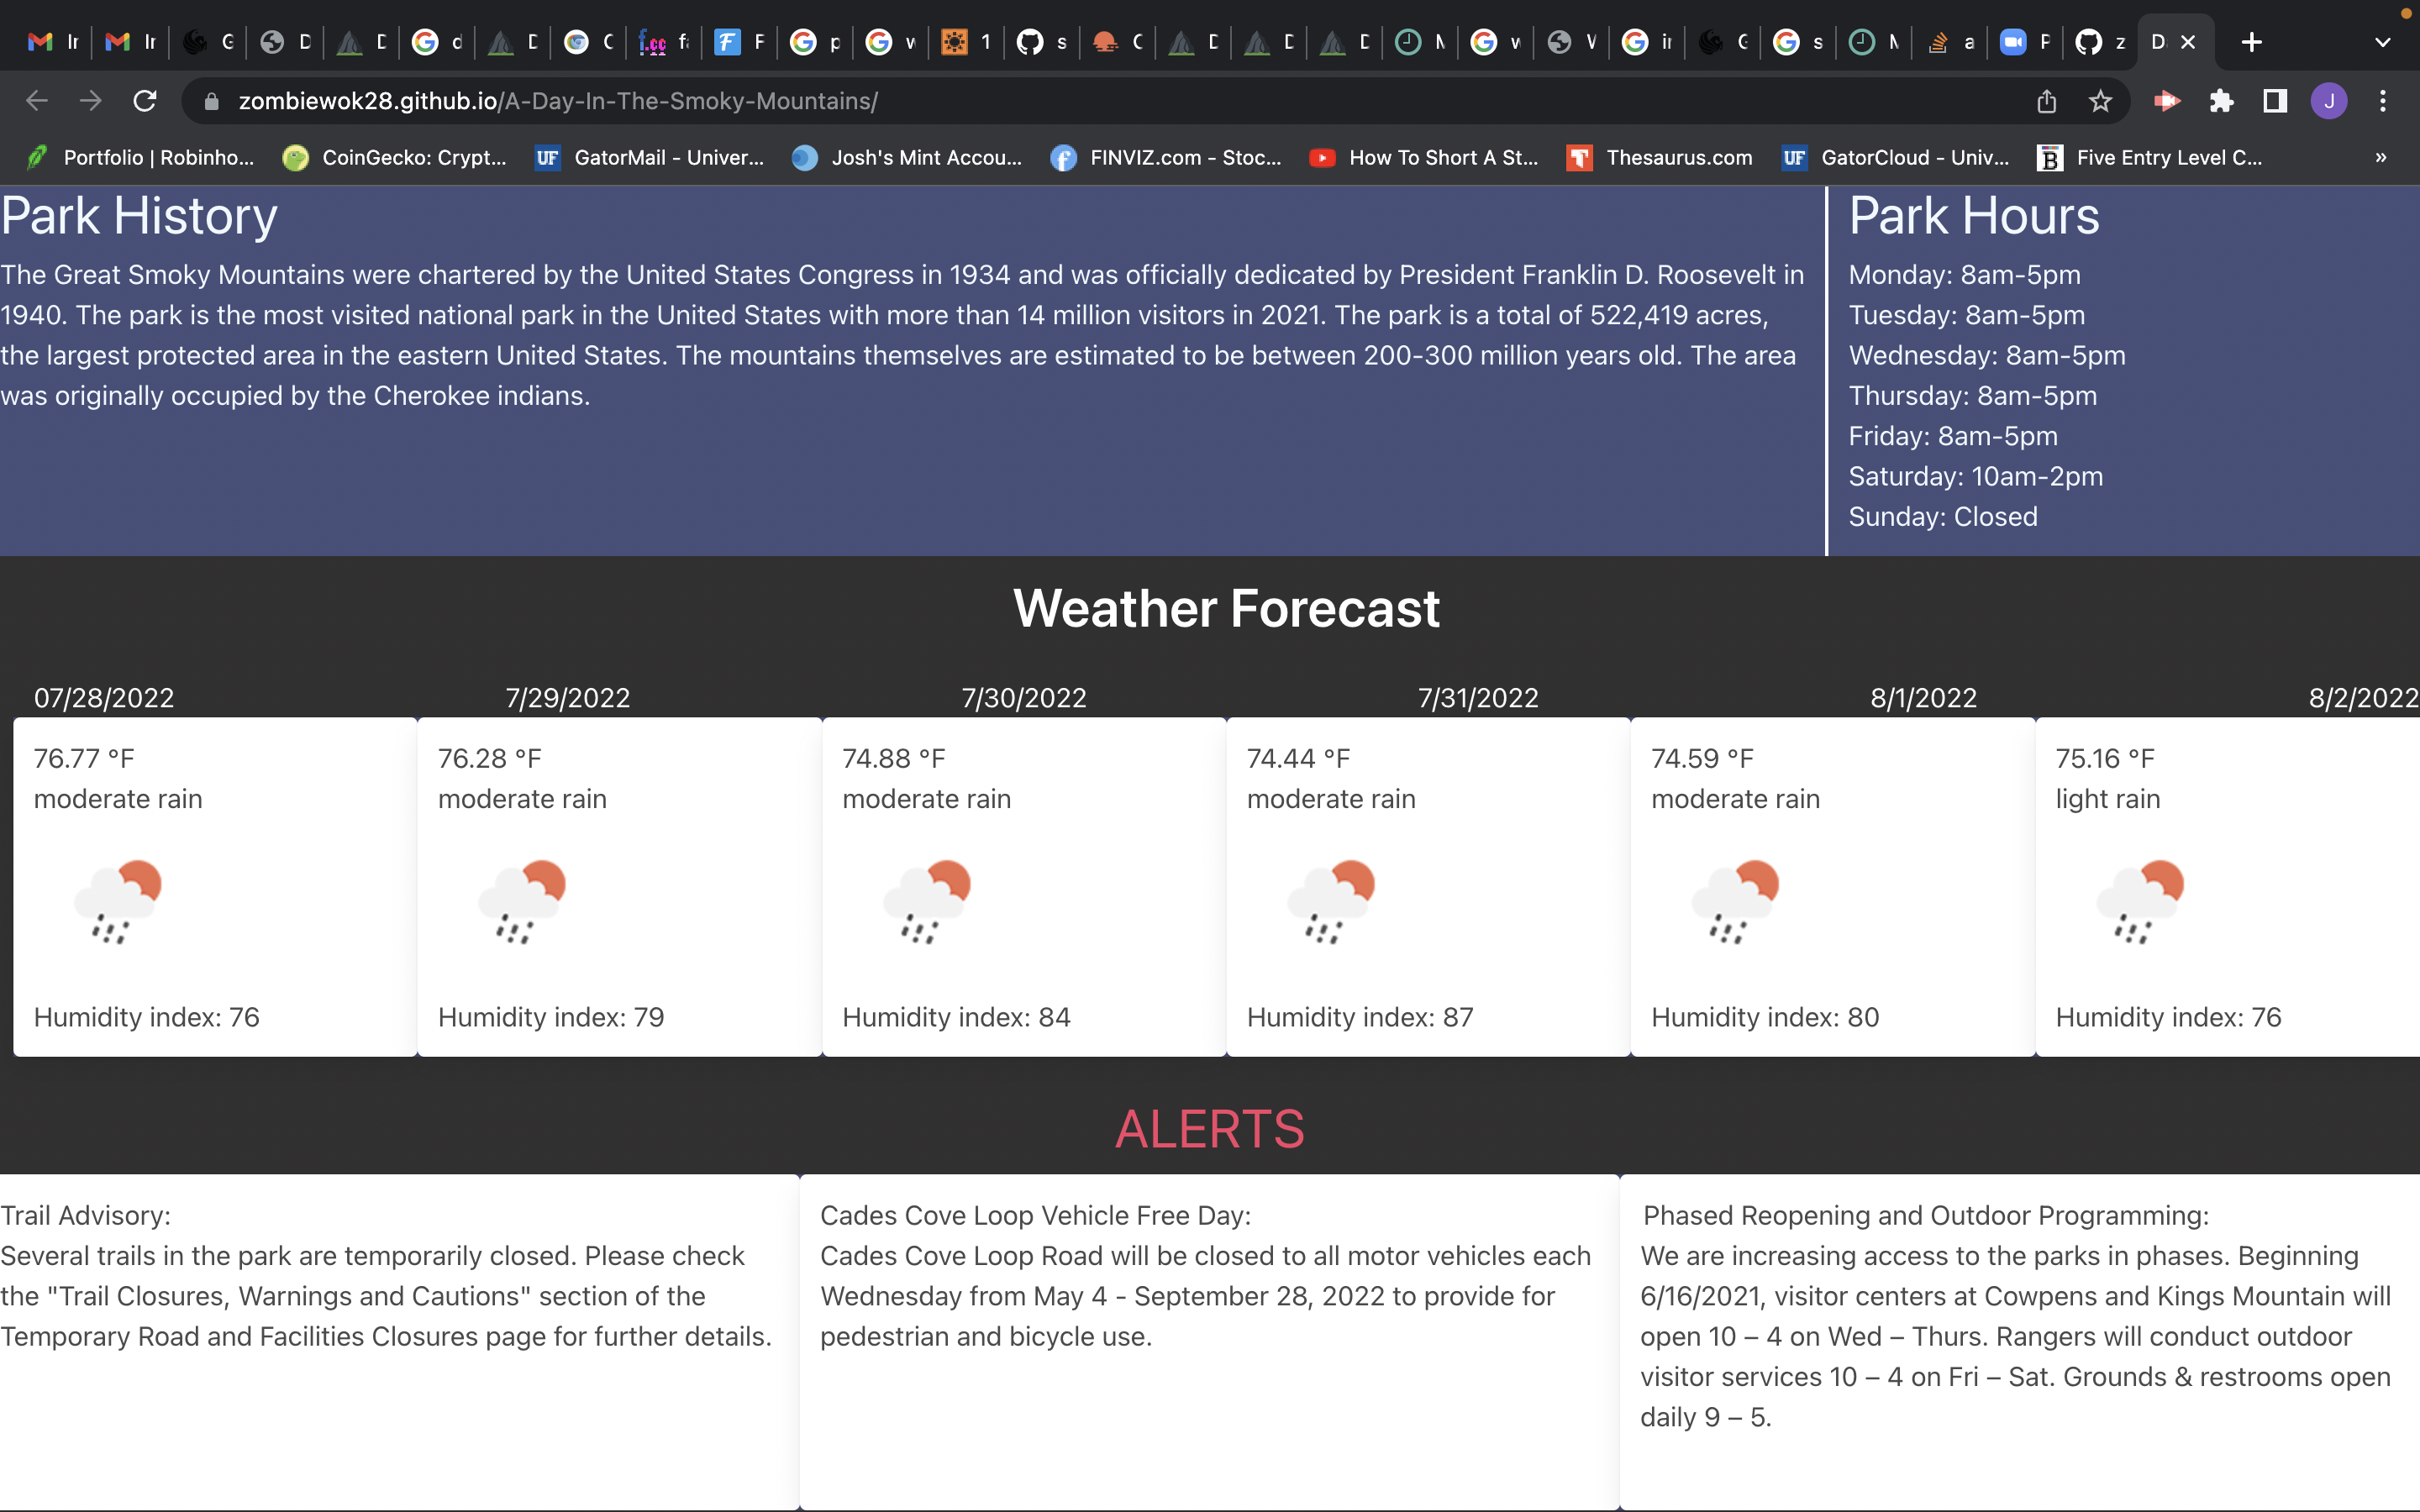 zombiewok28.github.io/A-Day-In-The-Smoky-Mountains/
J
Portfolio | Robinho... CoinGecko: Crypt... GatorMail - Univer... Josh's Mint Accou... FINVIZ.com - Stoc... How To Short A St... Thesaurus.com GatorCloud - Univ... Five Entry Level C... »
Park History
The Great Smoky Mountains were chartered by the United States Congress in 1934 and was officially dedicated by President Franklin D. Roosevelt in
1940. The park is the most visited national park in the United States with more than 14 million visitors in 2021. The park is a total of 522,419 acres,
the largest protected area in the eastern United States. The mountains themselves are estimated to be between 200-300 million years old. The area
was originally occupied by the Cherokee indians.
Park Hours
Monday: 8am-5pm
Tuesday: 8am-5pm
Wednesday: 8am-5pm
Thursday: 8am-5pm
Friday: 8am-5pm
Saturday: 10am-2pm
Sunday: Closed
Weather Forecast
07/28/2022 7/29/2022 7/30/2022 7/31/2022 8/1/2022 8/2/2022
76.77 °F 76.28 °F 74.88 °F 74.44 °F 74.59 °F 75.16 °F
moderate rain moderate rain moderate rain moderate rain moderate rain light rain
Humidity index: 76 Humidity index: 79 Humidity index: 84 Humidity index: 87 Humidity index: 80 Humidity index: 76
ALERTS
Trail Advisory:
Several trails in the park are temporarily closed. Please check
the "Trail Closures, Warnings and Cautions" section of the
Temporary Road and Facilities Closures page for further details.
Cades Cove Loop Vehicle Free Day:
Cades Cove Loop Road will be closed to all motor vehicles each
Wednesday from May 4 - September 28, 2022 to provide for
pedestrian and bicycle use.
Phased Reopening and Outdoor Programming:
We are increasing access to the parks in phases. Beginning
6/16/2021, visitor centers at Cowpens and Kings Mountain will
open 10 – 4 on Wed – Thurs. Rangers will conduct outdoor
visitor services 10 – 4 on Fri – Sat. Grounds & restrooms open
daily 9 – 5.